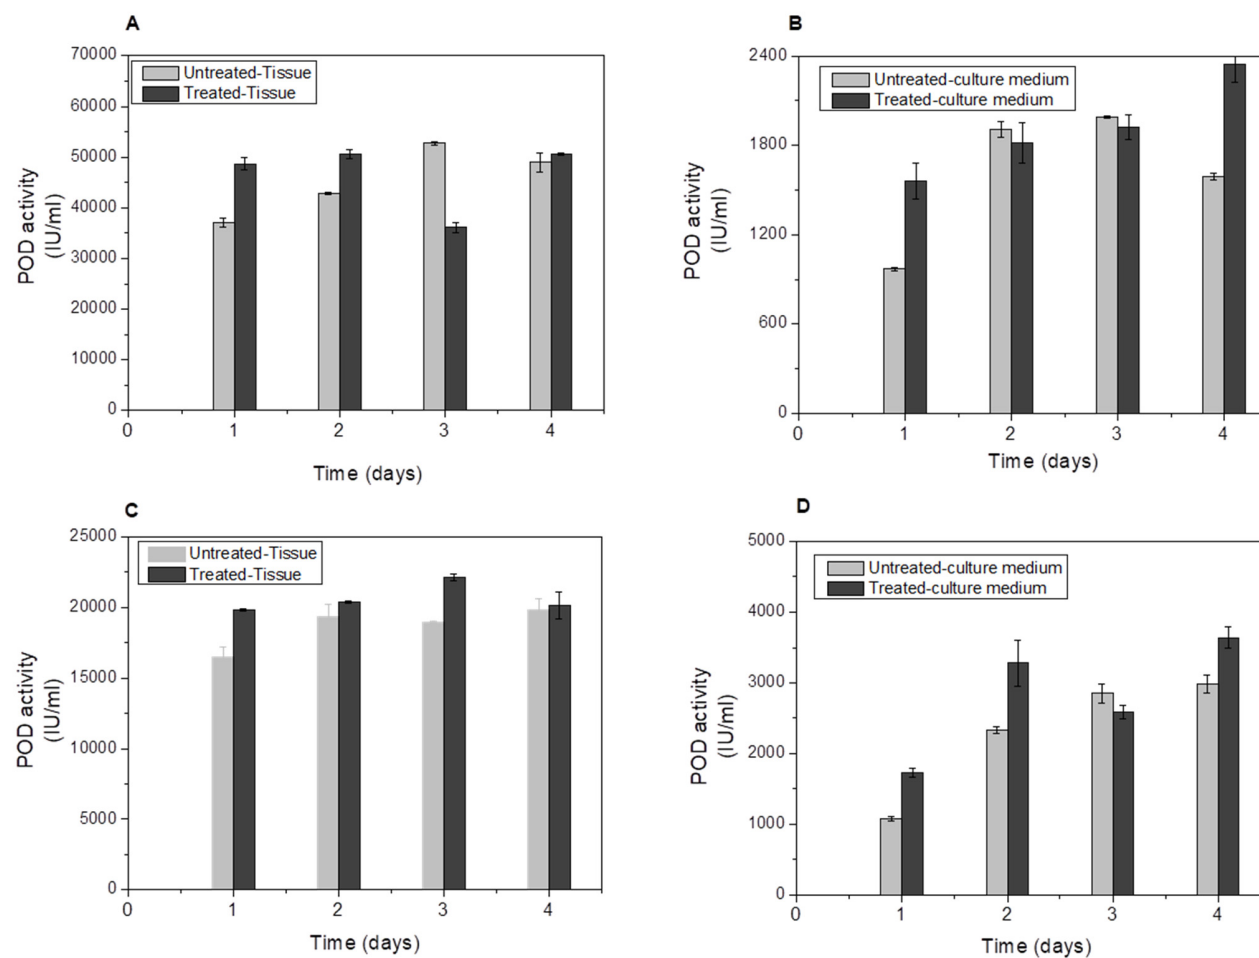 A
70000
60000
50000
40000
30000
20000
10000
0
POD activity
(IU/ml)
Untreated-Tissue
Treated-Tissue
0 1 2 3 4
Time (days)
B
2400
1800
1200
600
0
POD activity
(IU/ml)
Untreated-culture medium
Treated-culture medium
0 1 2 3 4
Time (days)
C
25000
20000
15000
10000
5000
0
POD activity
(IU/ml)
Untreated-Tissue
Treated-Tissue
0 1 2 3 4
Time (days)
D
5000
4000
3000
2000
1000
0
POD activity
(IU/ml)
Untreated-culture medium
Treated-culture medium
0 1 2 3 4
Time (days)